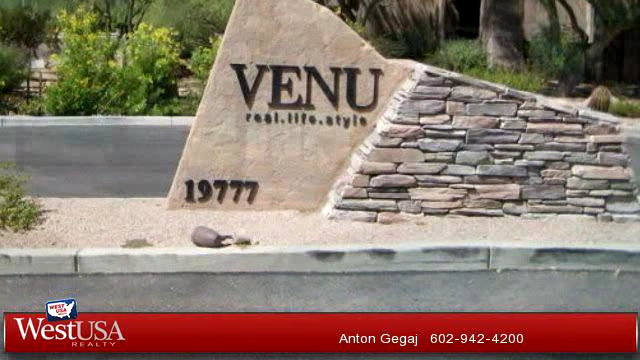 VENU
real.life.style
19777
WEST
USA
WESTUSA
REALTY
Anton Gegaj 602-942-4200